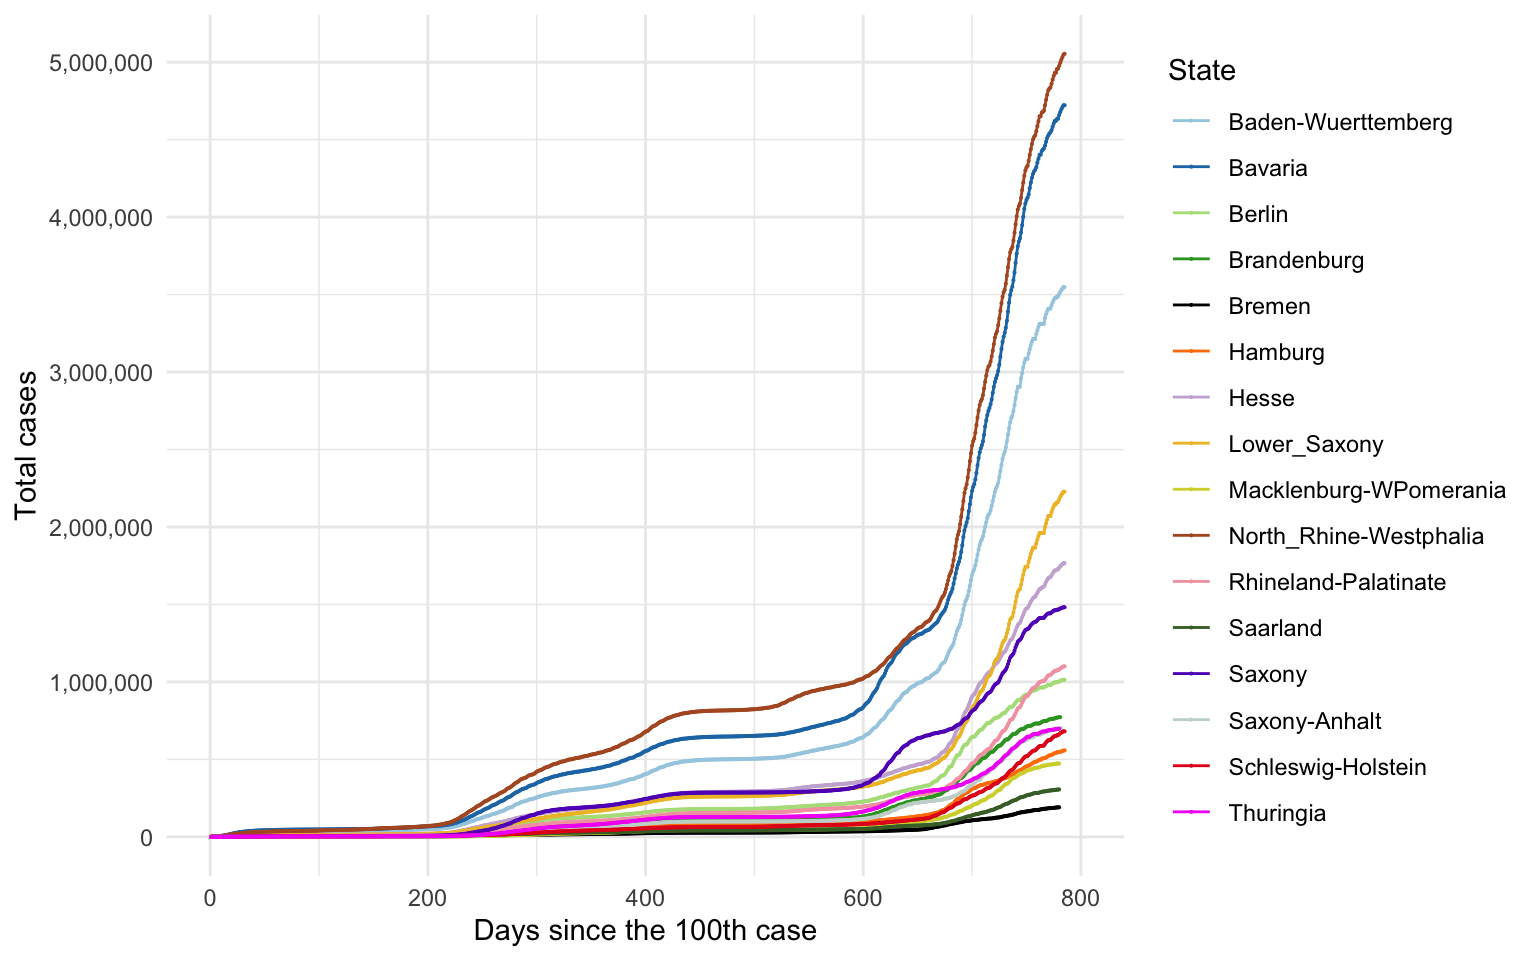 5,000,000
4,000,000
3,000,000
2,000,000
1,000,000
0
Total cases
0 200 400 600 800
Days since the 100th case
State
Baden-Wuerttemberg
Bavaria
Berlin
Brandenburg
Bremen
Hamburg
Hesse
Lower_Saxony
Macklenburg-WPomerania
North_Rhine-Westphalia
Rhineland-Palatinate
Saarland
Saxony
Saxony-Anhalt
Schleswig-Holstein
Thuringia